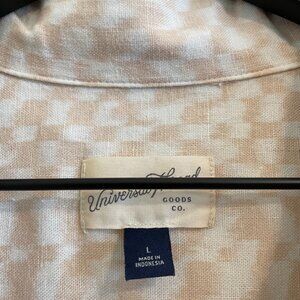 Universal Thread
GOODS
CO.
L
MADE IN
INDONESIA